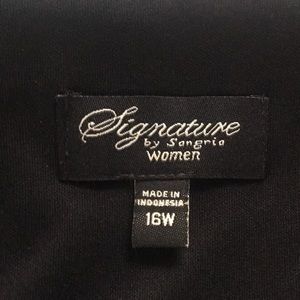 Signature
by Sangria
Women
MADE IN
INDONESIA
16W